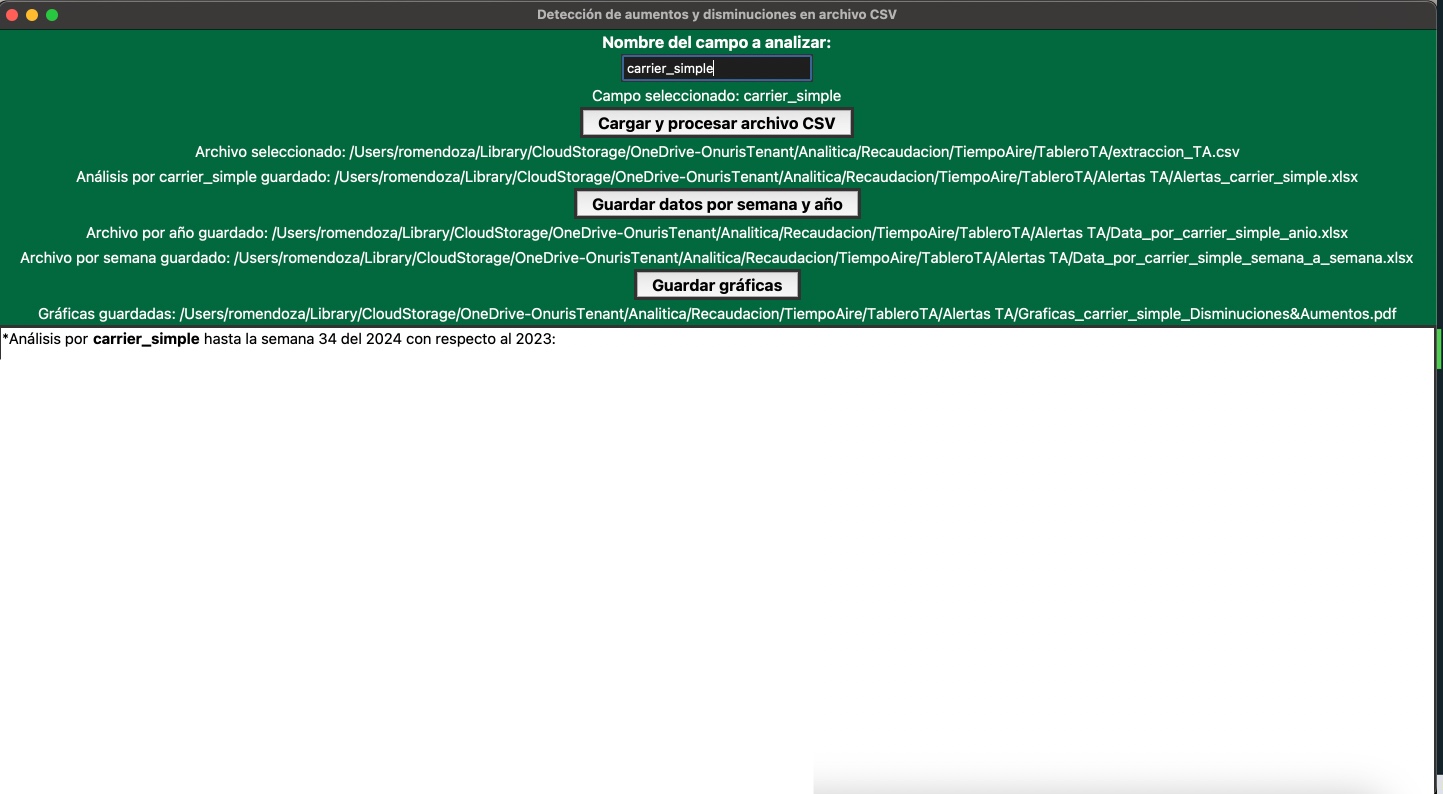 Detección de aumentos y disminuciones en archivo CSV
Nombre del campo a analizar:
carrier_simple
Campo seleccionado: carrier_simple
Cargar y procesar archivo CSV
Archivo seleccionado: /Users/romendoza/Library/CloudStorage/OneDrive-OnurisTenant/Analitica/Recaudacion/TiempoAire/TableroTA/extraccion_TA.csv
Análisis por carrier_simple guardado: /Users/romendoza/Library/CloudStorage/OneDrive-OnurisTenant/Analitica/Recaudacion/TiempoAire/TableroTA/Alertas TA/Alertas_carrier_simple.xlsx
Guardar datos por semana y año
Archivo por año guardado: /Users/romendoza/Library/CloudStorage/OneDrive-OnurisTenant/Analitica/Recaudacion/TiempoAire/TableroTA/Alertas TA/Data_por_carrier_simple_anio.xlsx
Archivo por semana guardado: /Users/romendoza/Library/CloudStorage/OneDrive-OnurisTenant/Analitica/Recaudacion/TiempoAire/TableroTA/Alertas TA/Data_por_carrier_simple_semana_a_semana.xlsx
Guardar gráficas
Gráficas guardadas: /Users/romendoza/Library/CloudStorage/OneDrive-OnurisTenant/Analitica/Recaudacion/TiempoAire/TableroTA/Alertas TA/Graficas_carrier_simple_Disminuciones&Aumentos.pdf
*Análisis por carrier_simple hasta la semana 34 del 2024 con respecto al 2023: